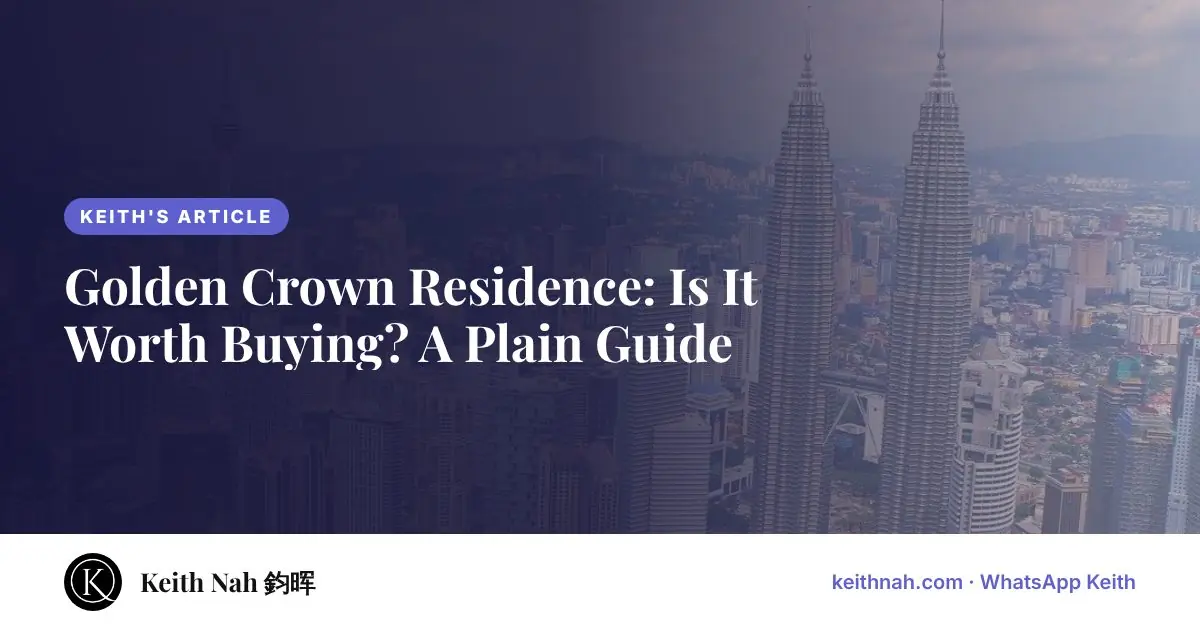 KEITH'S ARTICLE
Golden Crown Residence: Is It
Worth Buying? A Plain Guide
K
Keith Nah 鈞晖
keithnah.com · WhatsApp Keith